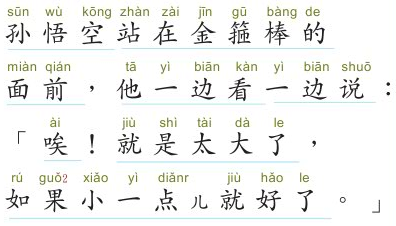 sūn wù kōng zhàn zài jīn gū bàng de
孙悟空站在金箍棒的
miàn qián tā yì biān kàn yì biān shuō
面前，他一边看一边说：
ài jiù shì tài dà le
「唉！就是太大了，
rú guǒ2 xiǎo yì diǎnr jiù hǎo le
如果小一点儿就好了。」